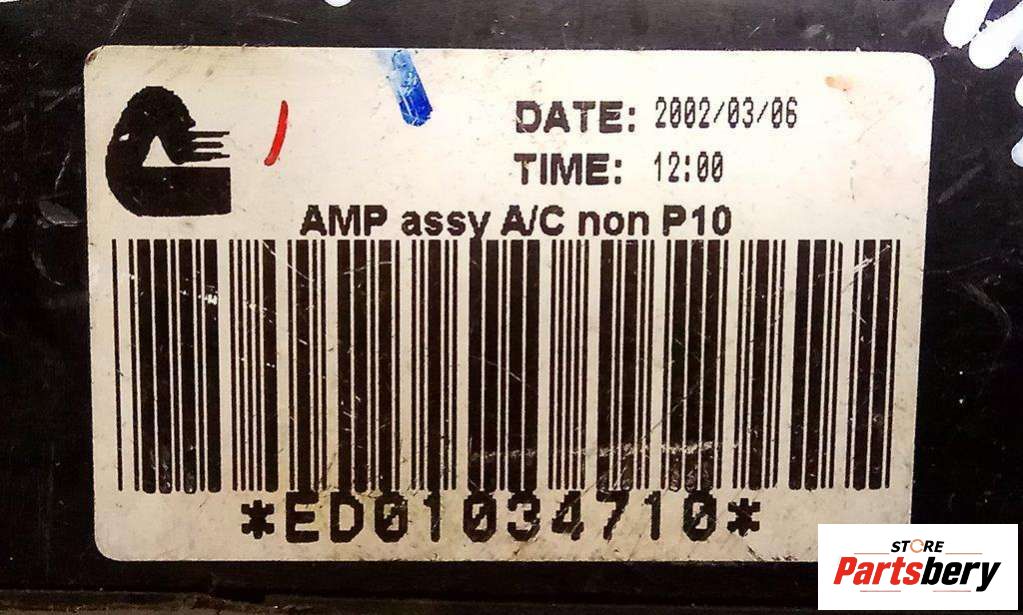 DATE: 2002/03/06
TIME: 12:00
AMP assy A/C non P10
*ED01034710*
STORE
Partsbery